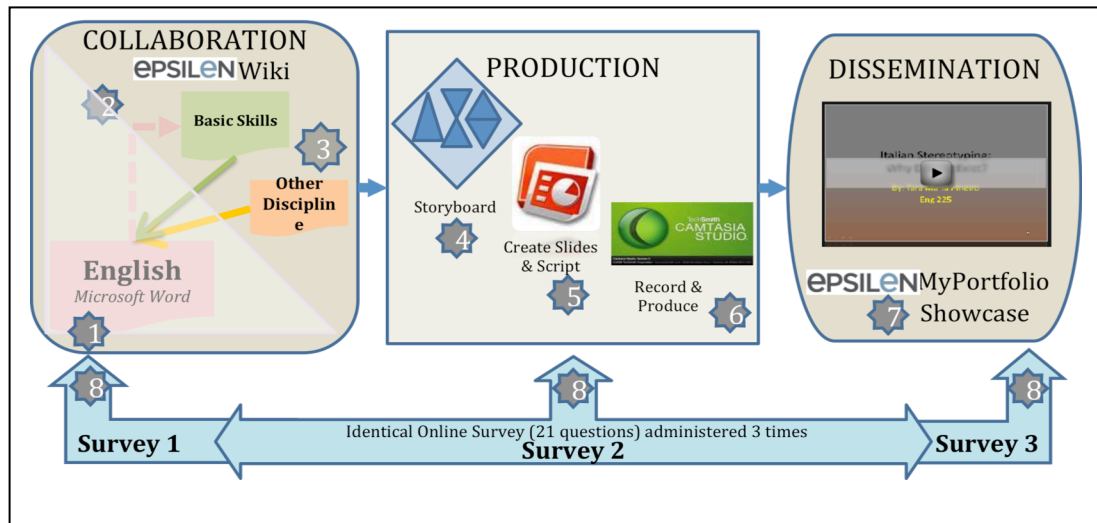 COLLABORATION
EPSILEN Wiki
2
Basic Skills
3
Other
Disciplin
e
English
Microsoft Word
1
PRODUCTION
Storyboard
4
Create Slides
& Script
5
TechSmith
CAMTASIA
STUDIO
Record &
Produce
6
DISSEMINATION
Italian Stereotyping:
Eng 225
EPSILEN MyPortfolio
7 Showcase
8
8
8
Survey 1
Identical Online Survey (21 questions) administered 3 times
Survey 2
Survey 3